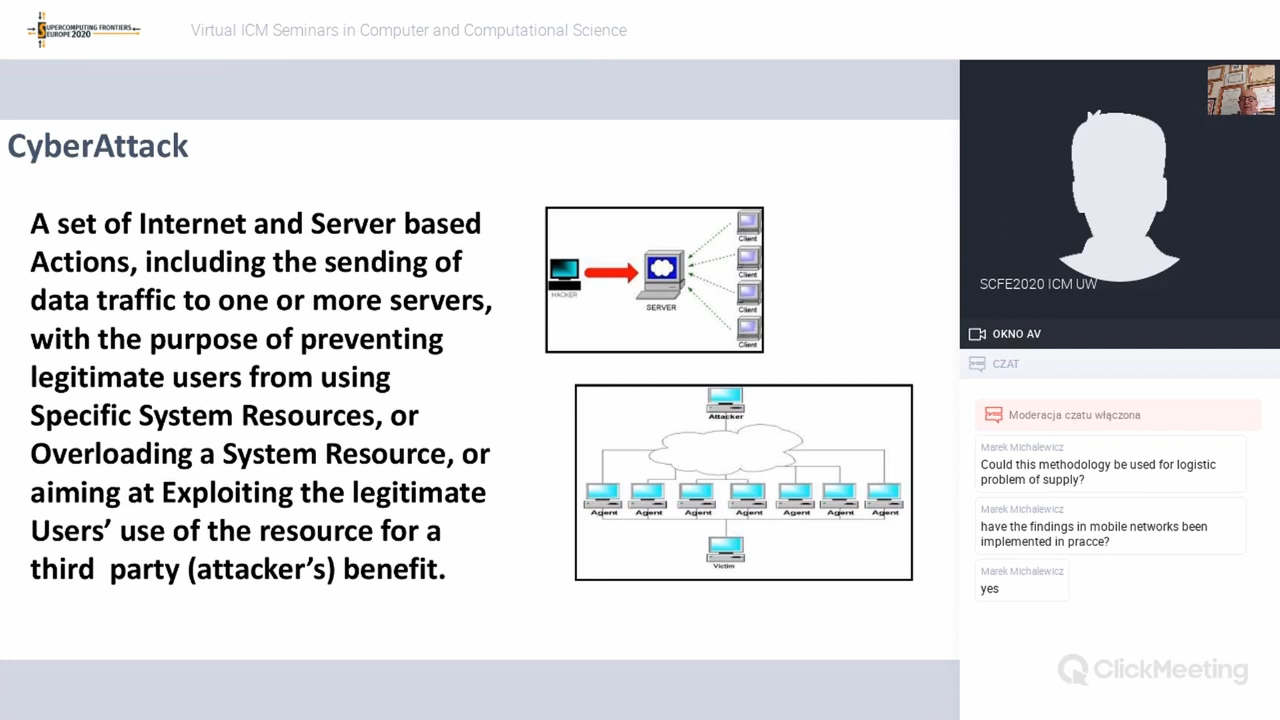 SUPERCOMPUTING FRONTIERS
EUROPE 2020
Virtual ICM Seminars in Computer and Computational Science
CyberAttack
A set of Internet and Server based
Actions, including the sending of
data traffic to one or more servers,
with the purpose of preventing
legitimate users from using
Specific System Resources, or
Overloading a System Resource, or
aiming at Exploiting the legitimate
Users’ use of the resource for a
third party (attacker’s) benefit.
HACKER
SERVER
Client
Client
Client
Client
Attacker
Agent Agent Agent Agent Agent Agent Agent
Victim
SCFE2020 ICM UW
OKNO AV
CZAT
Moderacja czatu włączona
Marek Michalewicz
Could this methodology be used for logistic
problem of supply?
Marek Michalewicz
have the findings in mobile networks been
implemented in pracce?
Marek Michalewicz
yes
ClickMeeting